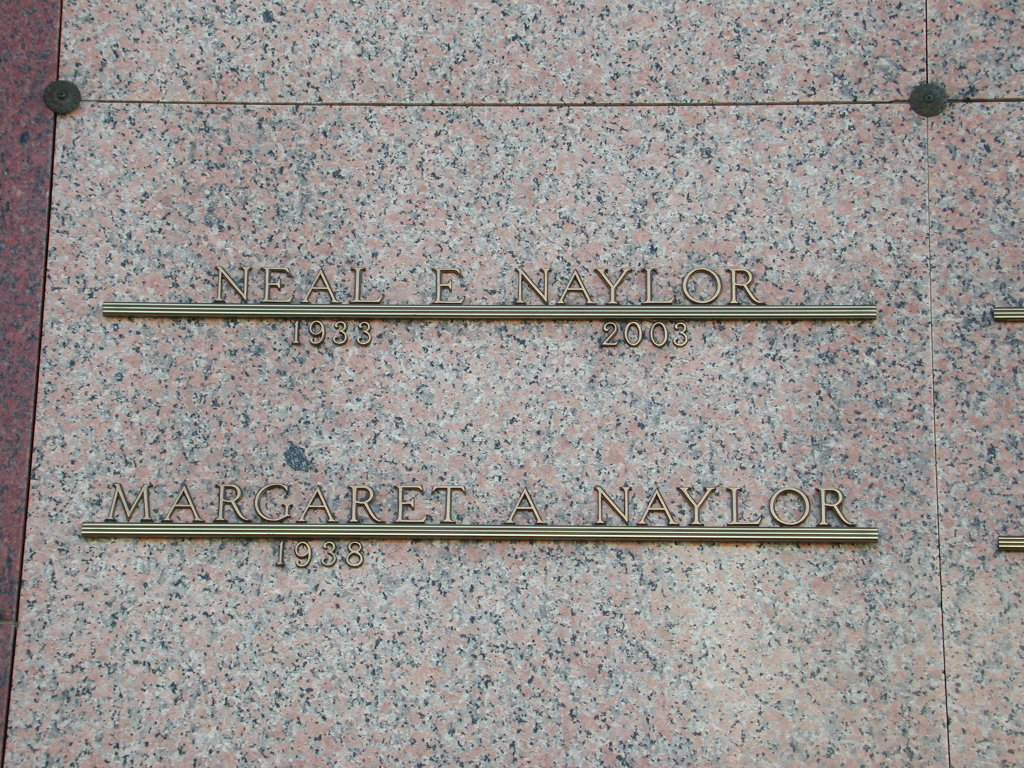 NEAL E NAYLOR
1933 2003
MARGARET A NAYLOR
1938